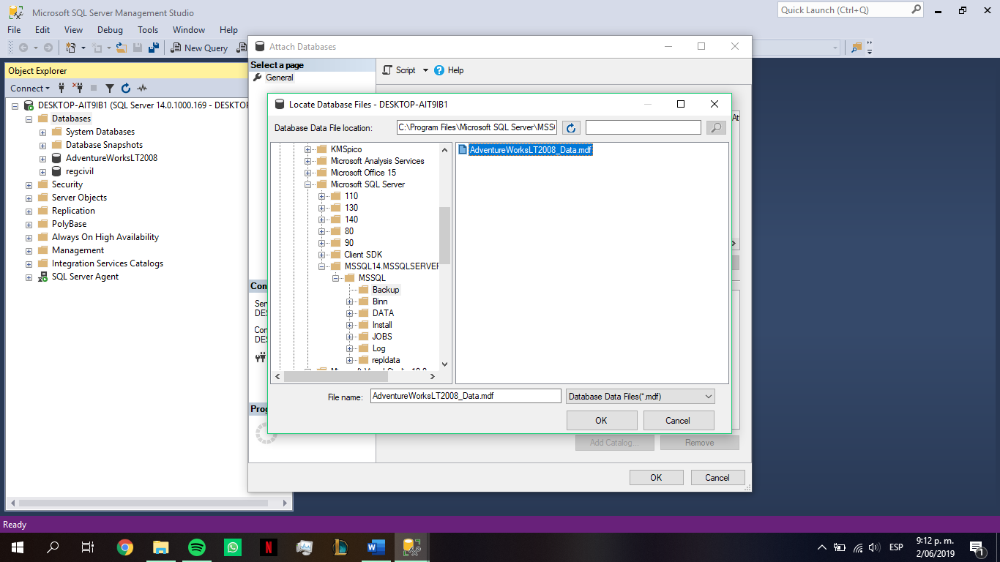 Microsoft SQL Server Management Studio
Quick Launch (Ctrl+Q)
File Edit View Debug Tools Window Help
New Query
Object Explorer
Connect
DESKTOP-AIT9IB1 (SQL Server 14.0.1000.169 - DESKTOP
Databases
System Databases
Database Snapshots
AdventureWorksLT2008
regcivil
Security
Server Objects
Replication
PolyBase
Always On High Availability
Management
Integration Services Catalogs
SQL Server Agent
Attach Databases
Select a page
General
Script Help
Locate Database Files - DESKTOP-AIT9IB1
Database Data File location: C:\Program Files\Microsoft SQL Server\MSS
KMSpico
Microsoft Analysis Services
Microsoft Office 15
Microsoft SQL Server
110
130
140
80
90
Client SDK
MSSQL14.MSSQLSERVER
MSSQL
Backup
Binn
DATA
Install
JOBS
Log
repldata
AdventureWorksLT2008_Data.mdf
File name: AdventureWorksLT2008_Data.mdf Database Data Files(*.mdf)
OK Cancel
Add Catalog... Remove
OK Cancel
Ready
ESP
9:12 p. m.
2/06/2019
1